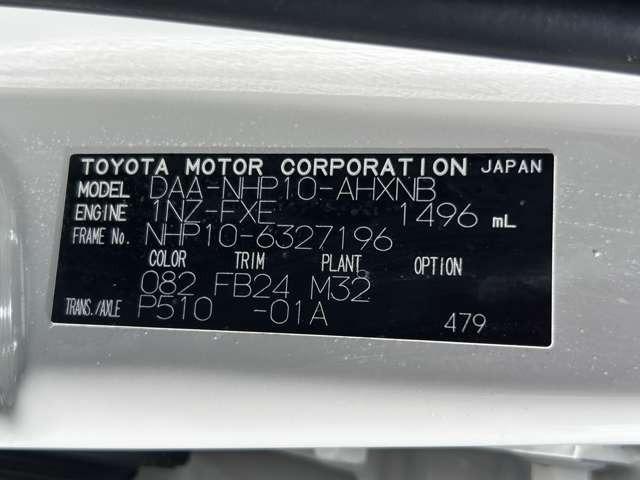 TOYOTA MOTOR CORPORATION JAPAN
MODEL DAA-NHP10-AHXNB
ENGINE 1NZ-FXE 1496 mL
FRAME No. NHP10-6327196
COLOR TRIM PLANT OPTION
082 FB24 M32
TRANS./AXLE P510 -01A
479